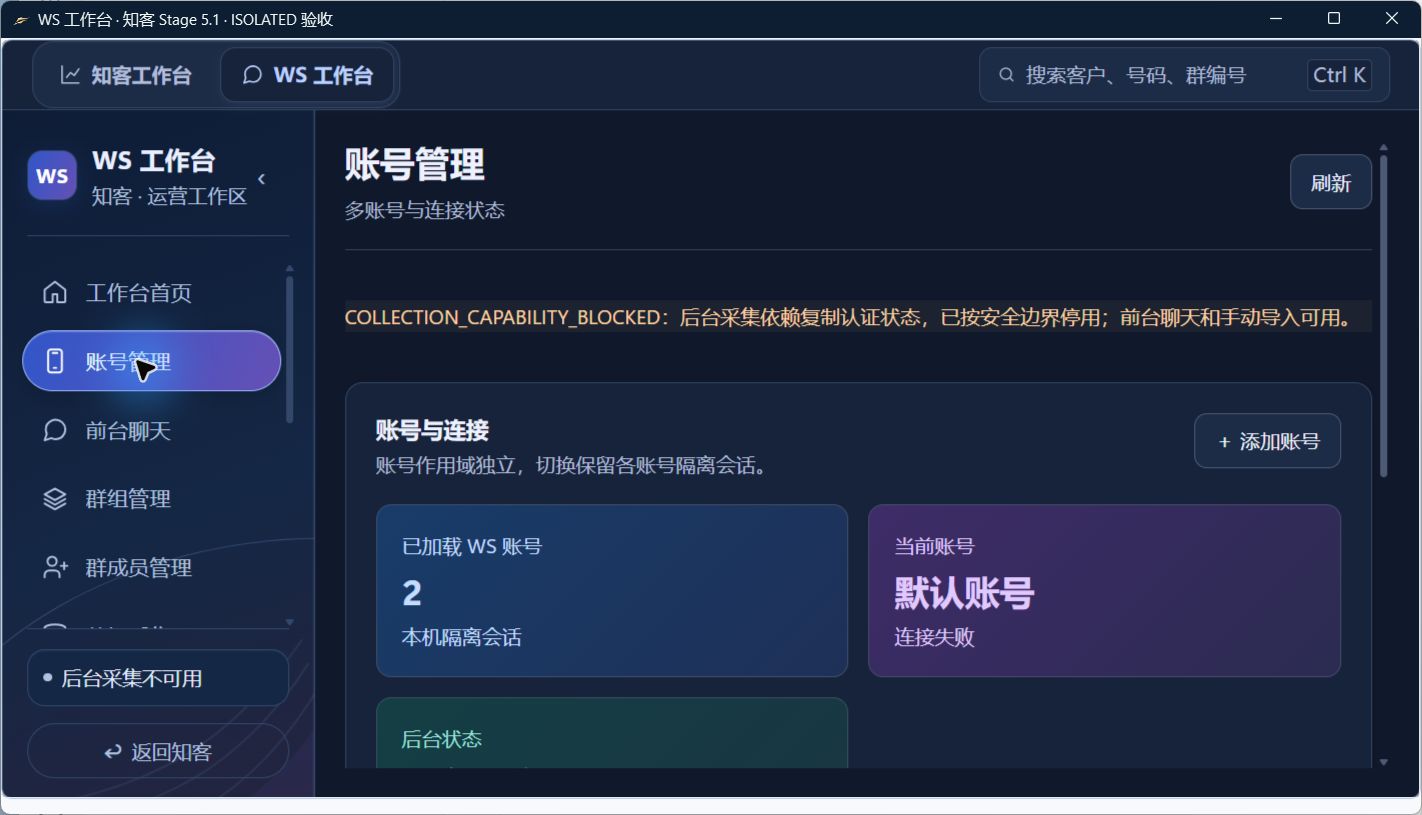 WS 工作台 · 知客 Stage 5.1 · ISOLATED 验收
知客工作台
WS 工作台
搜索客户、号码、群编号
Ctrl K
WS
WS 工作台
知客 · 运营工作区
工作台首页
账号管理
前台聊天
群组管理
群成员管理
后台采集不可用
返回知客
账号管理
多账号与连接状态
刷新
COLLECTION_CAPABILITY_BLOCKED：后台采集依赖复制认证状态，已按安全边界停用；前台聊天和手动导入可用。
账号与连接
账号作用域独立，切换保留各账号隔离会话。
+ 添加账号
已加载 WS 账号
2
本机隔离会话
当前账号
默认账号
连接失败
后台状态